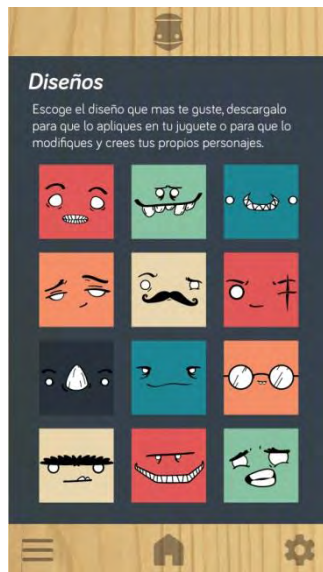 Diseños
Escoge el diseño que mas te guste, descargalo
para que lo apliques en tu juguete o para que lo
modifiques y crees tus propios personajes.